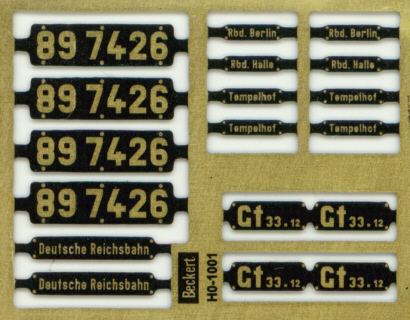 89 7426
89 7426
89 7426
89 7426
Deutsche Reichsbahn
Deutsche Reichsbahn
Rbd. Berlin Rbd. Berlin
Rbd. Halle Rbd. Halle
Tempelhof Tempelhof
Tempelhof Tempelhof
Gt 33.12 Gt 33.12
Gt 33.12 Gt 33.12
Beckert
H0-1001